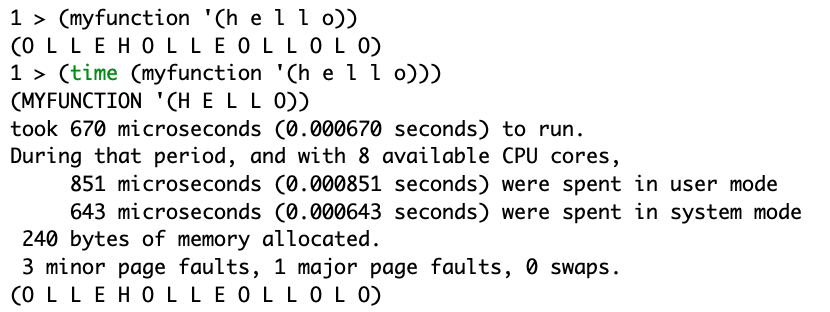 1 > (myfunction '(h e l l o))
(O L L E H O L L E O L L O L O)
1 > (time (myfunction '(h e l l o)))
(MYFUNCTION '(H E L L O))
took 670 microseconds (0.000670 seconds) to run.
During that period, and with 8 available CPU cores,
     851 microseconds (0.000851 seconds) were spent in user mode
     643 microseconds (0.000643 seconds) were spent in system mode
 240 bytes of memory allocated.
 3 minor page faults, 1 major page faults, 0 swaps.
(O L L E H O L L E O L L O L O)